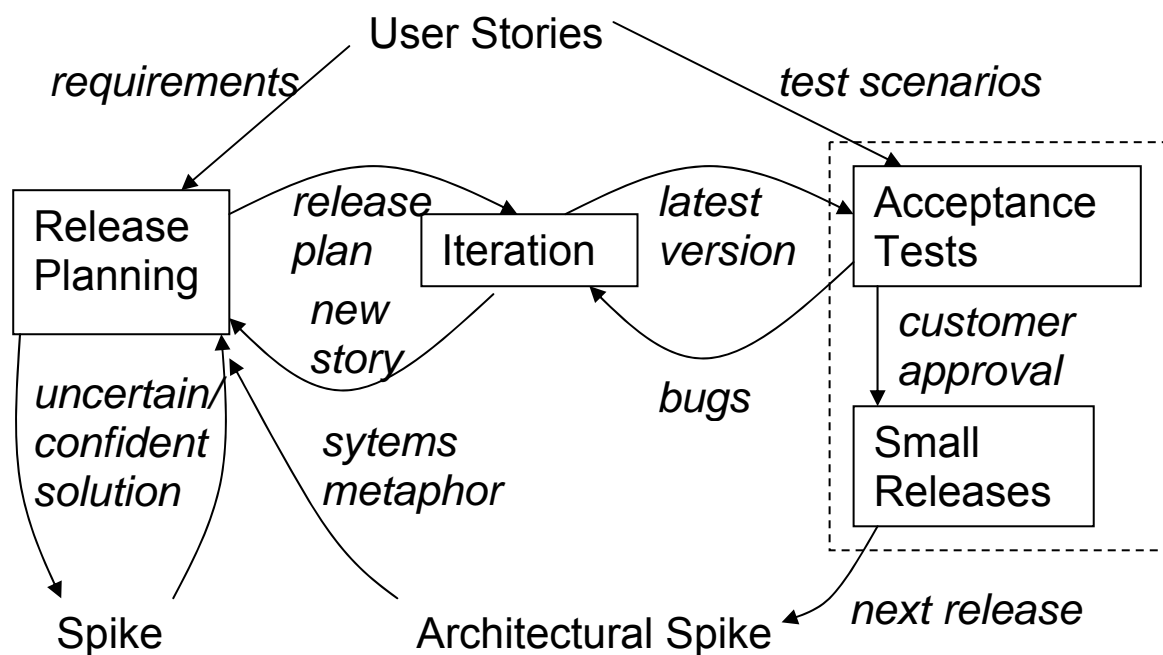 User Stories
requirements
test scenarios
Release
Planning
release
plan
Iteration
latest
version
Acceptance
Tests
new
story
bugs
customer
approval
uncertain/
confident
solution
sytems
metaphor
Small
Releases
Spike
Architectural Spike
next release